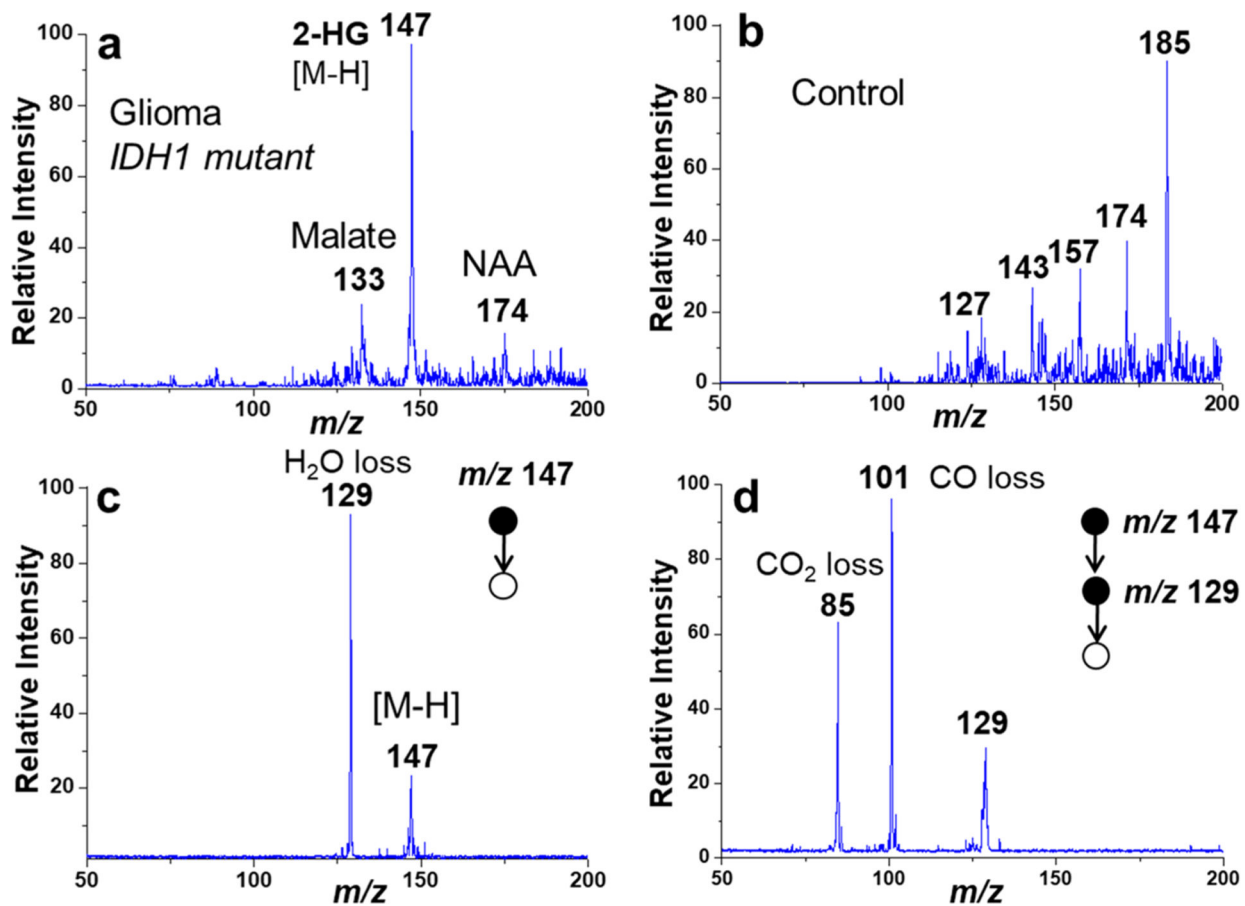 a
2-HG 147
[M-H]
Glioma
IDH1 mutant
Malate
133
NAA
174
Relative Intensity
100
80
60
40
20
0
50
100
150
200
m/z
b
Control
185
174
157
143
127
Relative Intensity
100
80
60
40
20
0
50
100
150
200
m/z
c
H₂O loss
129
m/z 147
[M-H]
147
Relative Intensity
100
80
60
40
20
50
100
150
200
m/z
d
101 CO loss
CO₂ loss
85
129
m/z 147
m/z 129
Relative Intensity
100
80
60
40
20
0
50
100
150
200
m/z